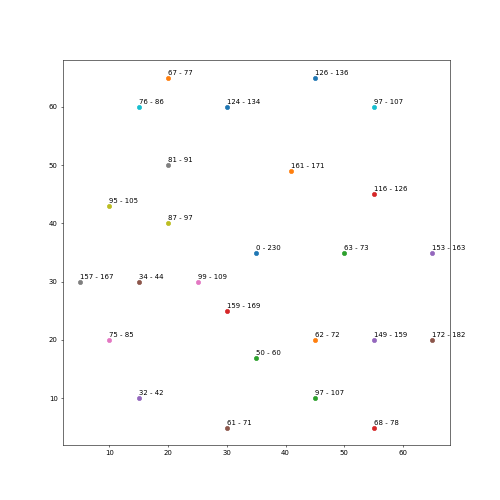 67 - 77
126 - 136
76 - 86
124 - 134
97 - 107
60
81 - 91
161 - 171
50
116 - 126
95 - 105
87 - 97
40
0 - 230
63 - 73
153 - 163
157 - 167
34 - 44
99 - 109
30
159 - 169
75 - 85
62 - 72
149 - 159
172 - 182
20
50 - 60
32 - 42
97 - 107
10
61 - 71
68 - 78
10 20 30 40 50 60